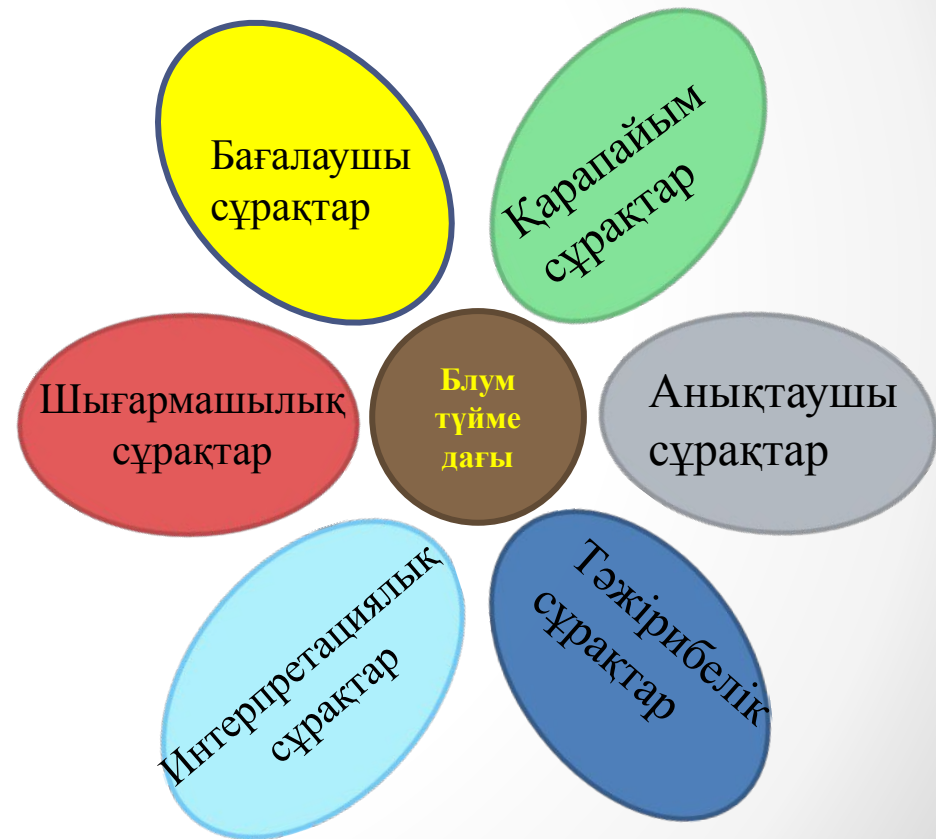 Бағалаушы
сұрақтар
Қарапайым
сұрақтар
Шығармашылық
сұрақтар
Блум
түйме
дағы
Анықтаушы
сұрақтар
Интерпретациялық
сұрақтар
Тәжірибелік
сұрақтар